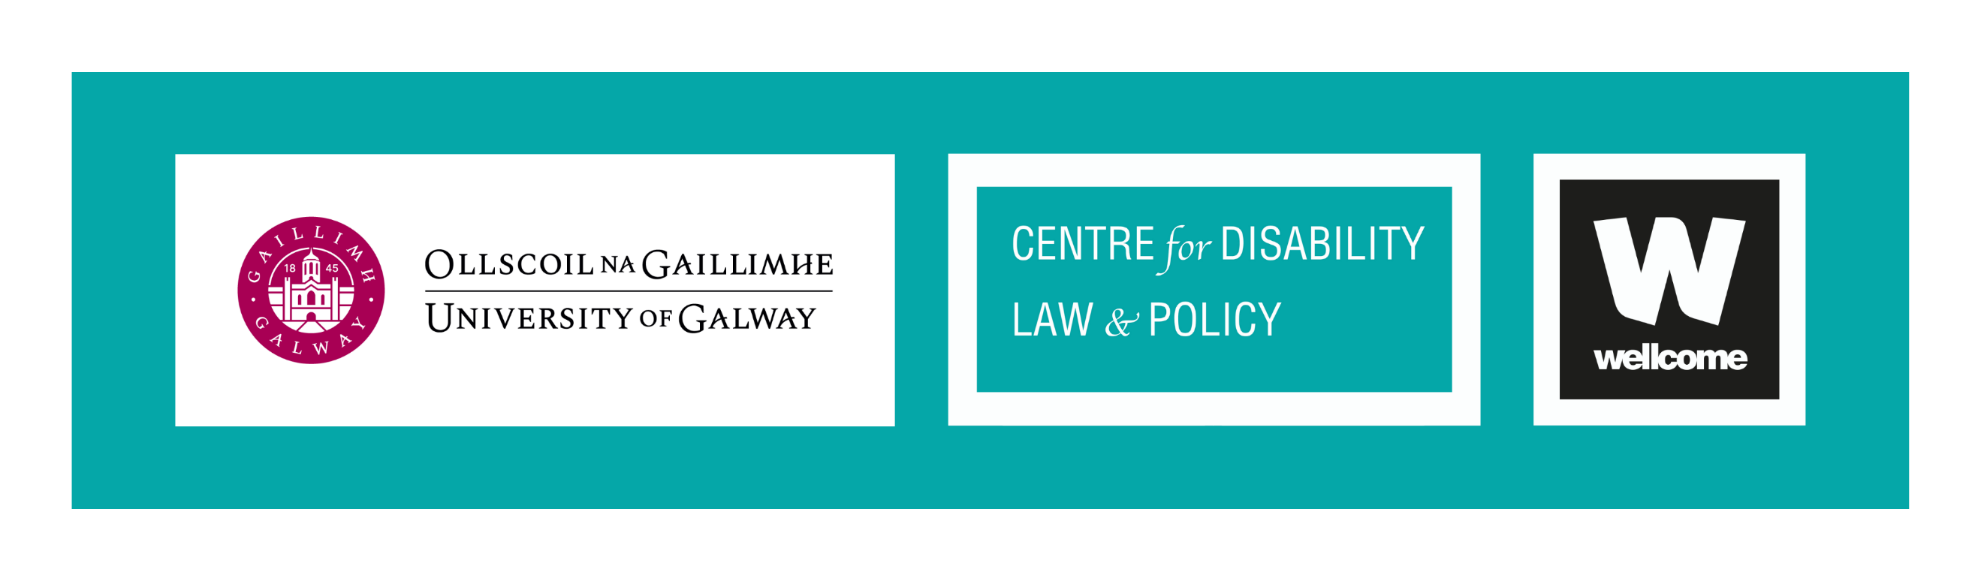 GAILLIMH
18 45
GALWAY
OLLSCOIL NA GAILLIMHE
UNIVERSITY OF GALWAY
CENTRE for DISABILITY
LAW & POLICY
W
wellcome